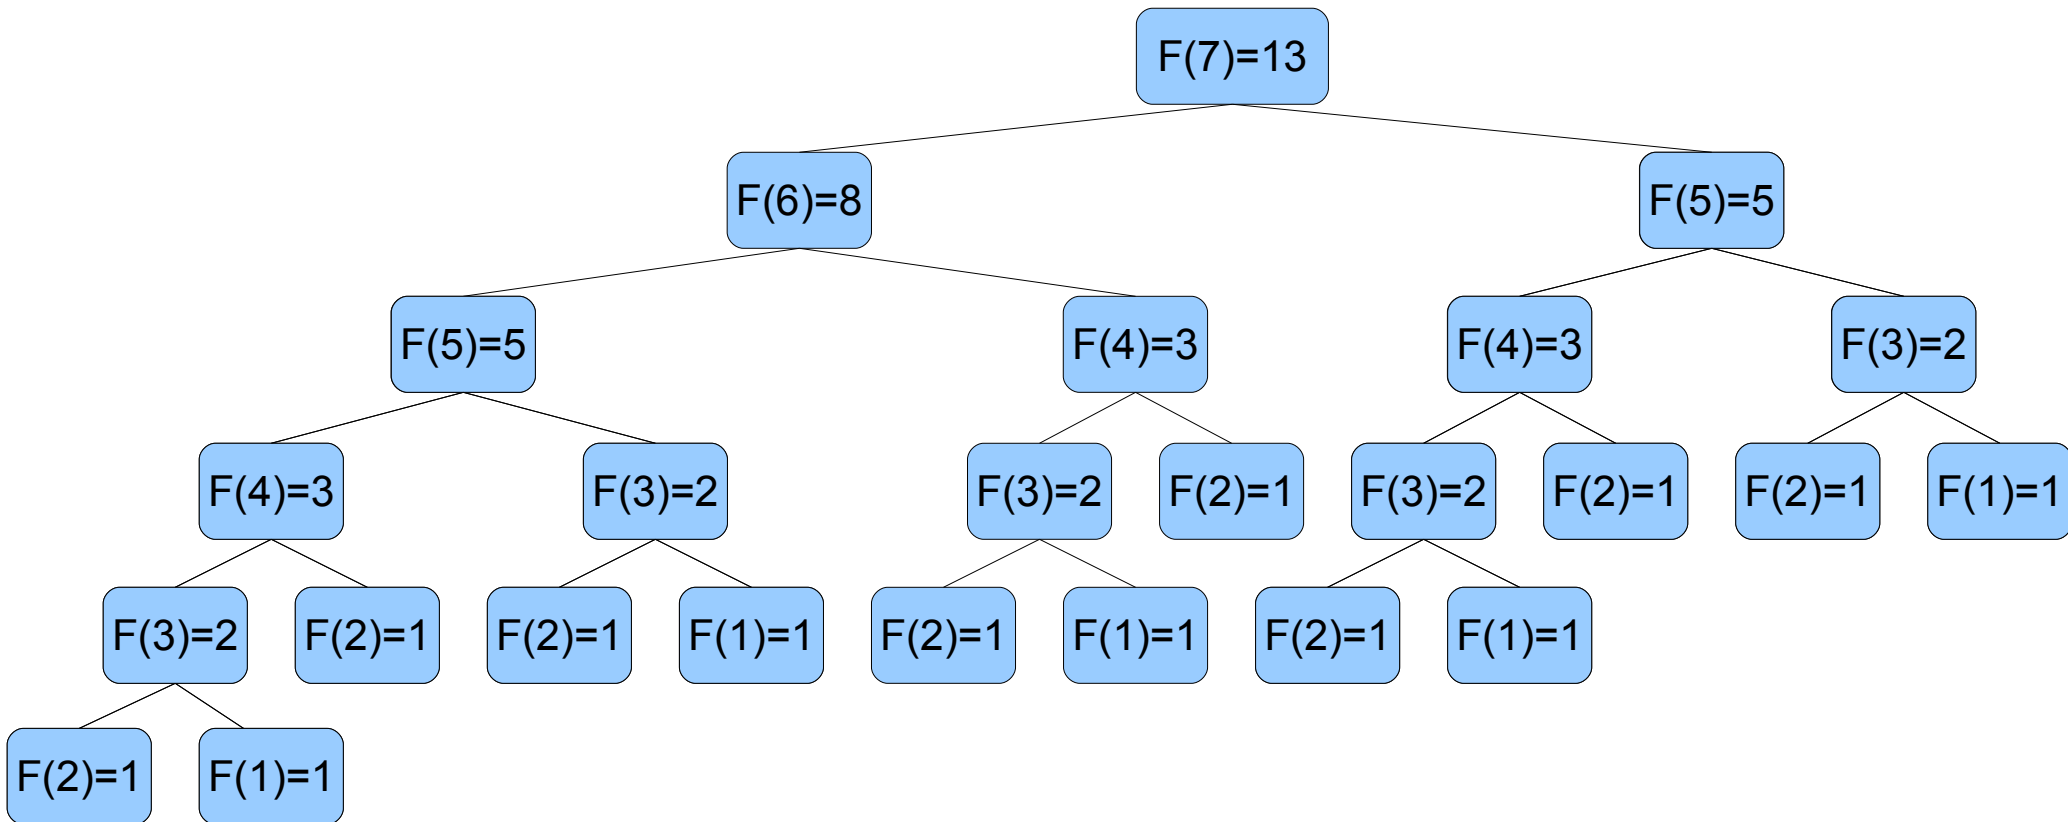 F(7)=13
F(6)=8
F(5)=5
F(5)=5
F(4)=3
F(4)=3
F(3)=2
F(4)=3
F(3)=2
F(3)=2
F(2)=1
F(3)=2
F(2)=1
F(2)=1
F(1)=1
F(3)=2
F(2)=1
F(2)=1
F(1)=1
F(2)=1
F(1)=1
F(2)=1
F(1)=1
F(2)=1
F(1)=1